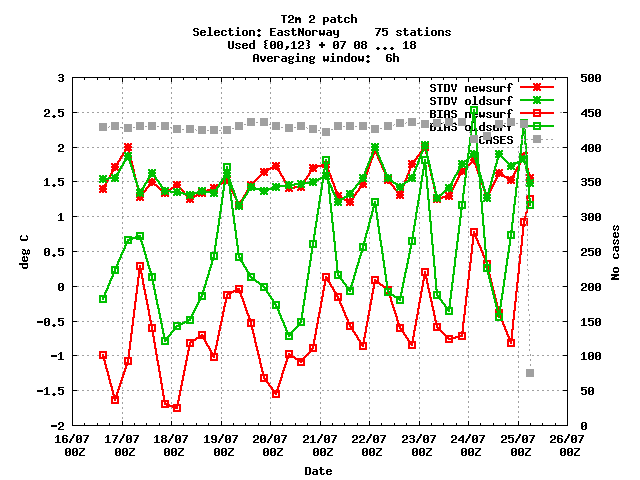 T2m 2 patch
Selection: EastNorway 75 stations
Used {00,12} + 07 08 ... 18
Averaging window: 6h
STDV newsurf
STDV oldsurf
BIAS newsurf
BIAS oldsurf
CASES
3
2.5
2
1.5
1
0.5
0
-0.5
-1
-1.5
-2
deg C
500
450
400
350
300
250
200
150
100
50
0
No cases
16/07 17/07 18/07 19/07 20/07 21/07 22/07 23/07 24/07 25/07 26/07
00Z 00Z 00Z 00Z 00Z 00Z 00Z 00Z 00Z 00Z 00Z
Date